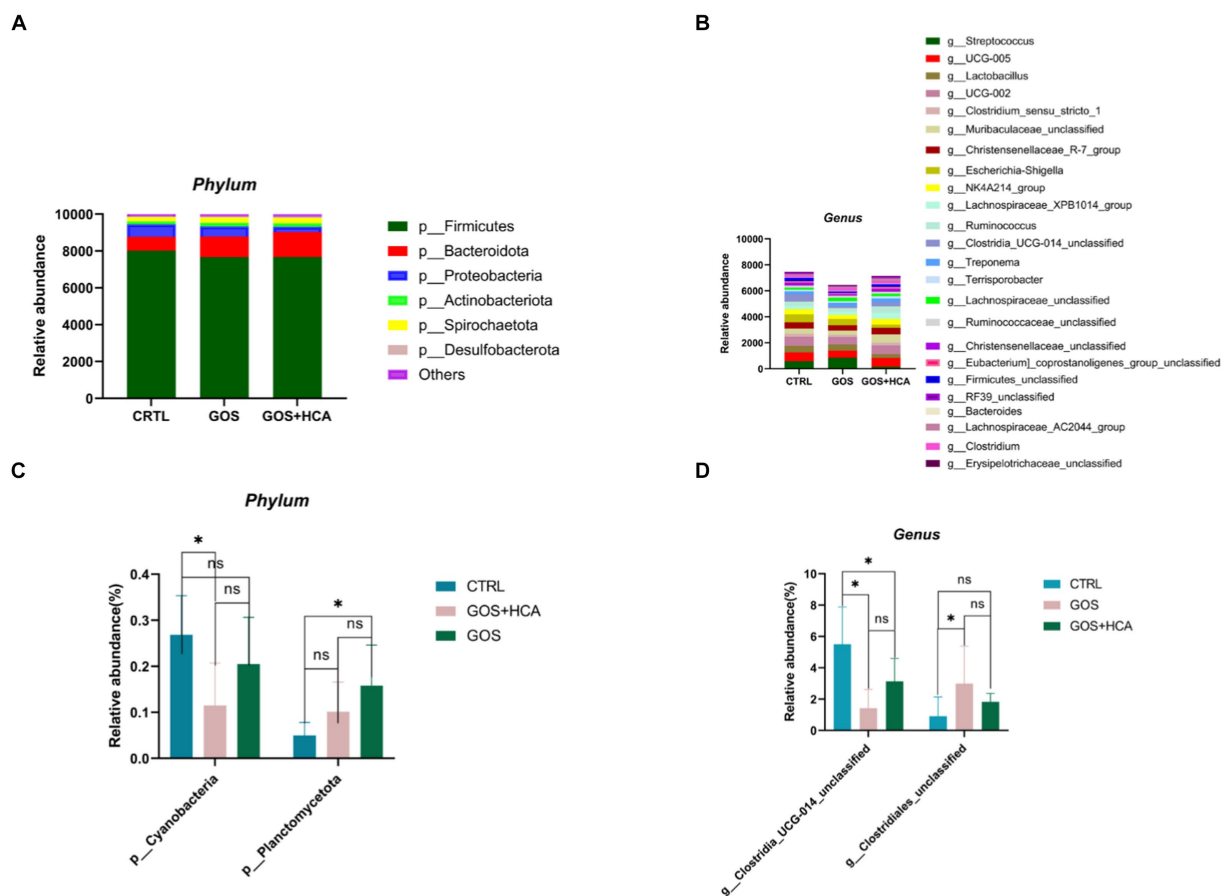 A
Phylum
Relative abundance
10000
8000
6000
4000
2000
0
CRTL
GOS
GOS+HCA
p__Firmicutes
p__Bacteroidota
p__Proteobacteria
p__Actinobacteriota
p__Spirochaetota
p__Desulfobacterota
Others
B
Genus
Relative abundance
10000
8000
6000
4000
2000
0
CTRL
GOS
GOS+HCA
g__Streptococcus
g__UCG-005
g__Lactobacillus
g__UCG-002
g__Clostridium_sensu_stricto_1
g__Muribaculaceae_unclassified
g__Christensenellaceae_R-7_group
g__Escherichia-Shigella
g__NK4A214_group
g__Lachnospiraceae_XPB1014_group
g__Ruminococcus
g__Clostridia_UCG-014_unclassified
g__Treponema
g__Terrisporobacter
g__Lachnospiraceae_unclassified
g__Ruminococcaceae_unclassified
g__Christensenellaceae_unclassified
g__Eubacterium]_coprostanoligenes_group_unclassified
g__Firmicutes_unclassified
g__RF39_unclassified
g__Bacteroides
g__Lachnospiraceae_AC2044_group
g__Clostridium
g__Erysipelotrichaceae_unclassified
C
Phylum
Relative abundance(%)
0.4
0.3
0.2
0.1
0.0
*
ns
ns
*
ns
ns
p__Cyanobacteria
p__Planctomycetota
CTRL
GOS+HCA
GOS
D
Genus
Relative abundance(%)
10
8
6
4
2
0
*
*
ns
ns
ns
*
g__Clostridia_UCG-014_unclassified
g__Clostridiales_unclassified
CTRL
GOS
GOS+HCA